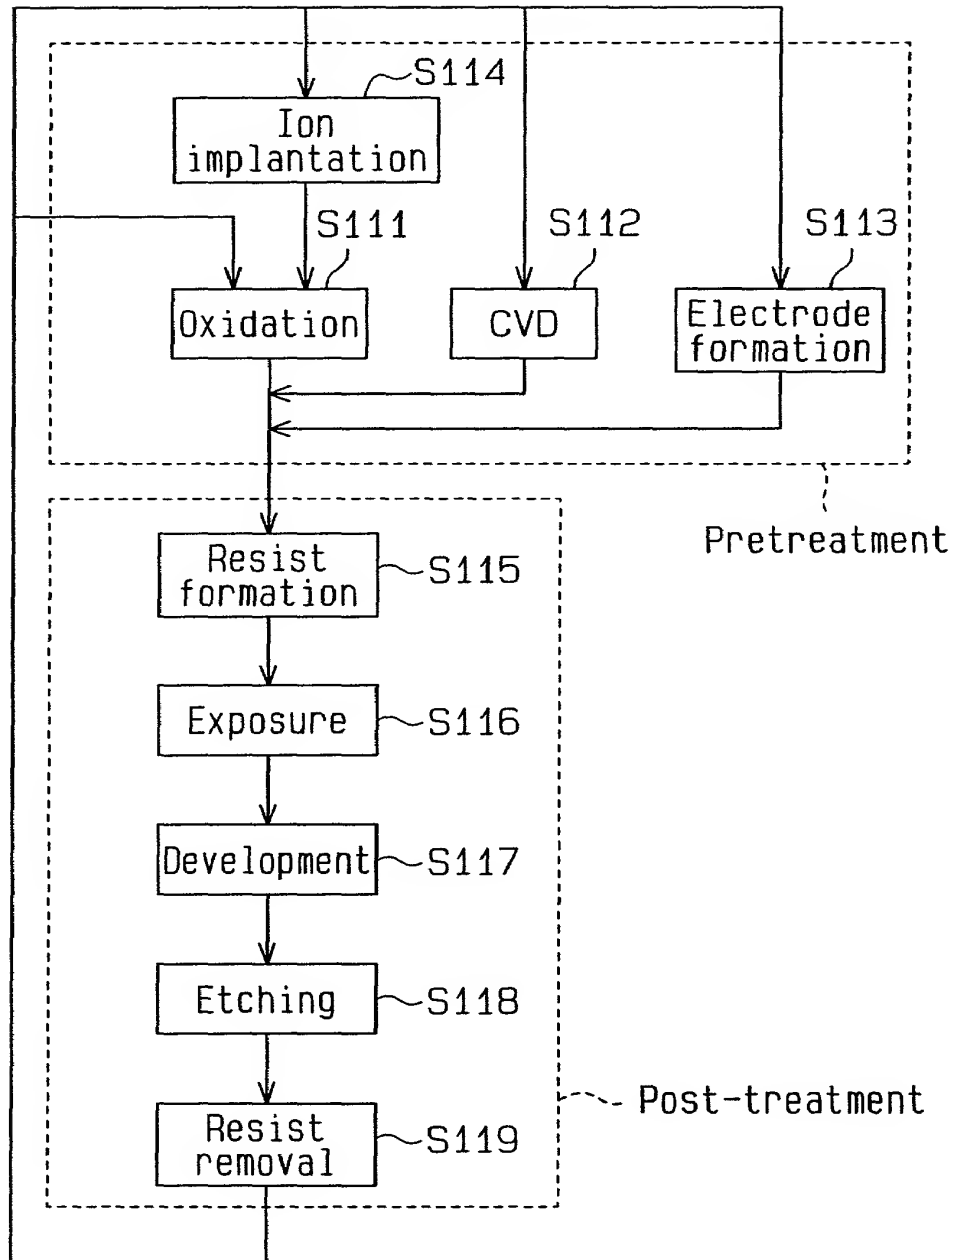 S114
Ion
implantation
S111
S112
S113
Oxidation
CVD
Electrode
formation
Pretreatment
Resist
formation
S115
Exposure
S116
Development
S117
Etching
S118
Post-treatment
Resist
removal
S119